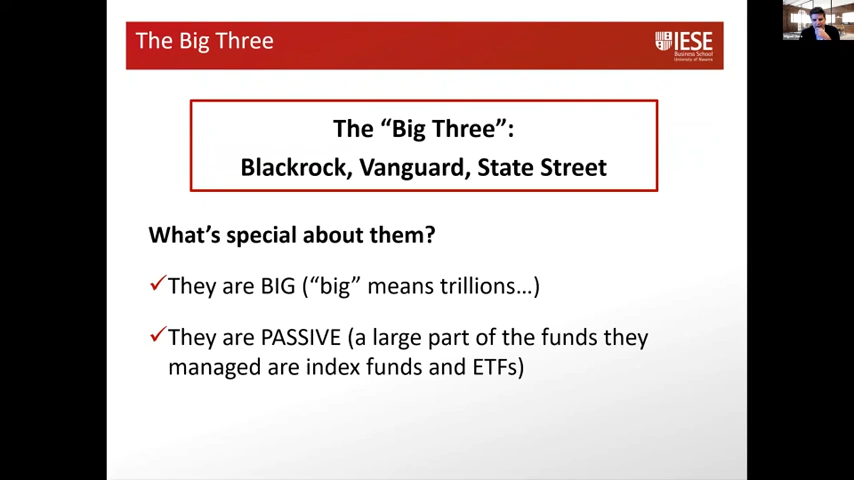 The Big Three
IESE
Business School
University of Navarra
The “Big Three”:
Blackrock, Vanguard, State Street
What’s special about them?
They are BIG (“big” means trillions…)
They are PASSIVE (a large part of the funds they
managed are index funds and ETFs)